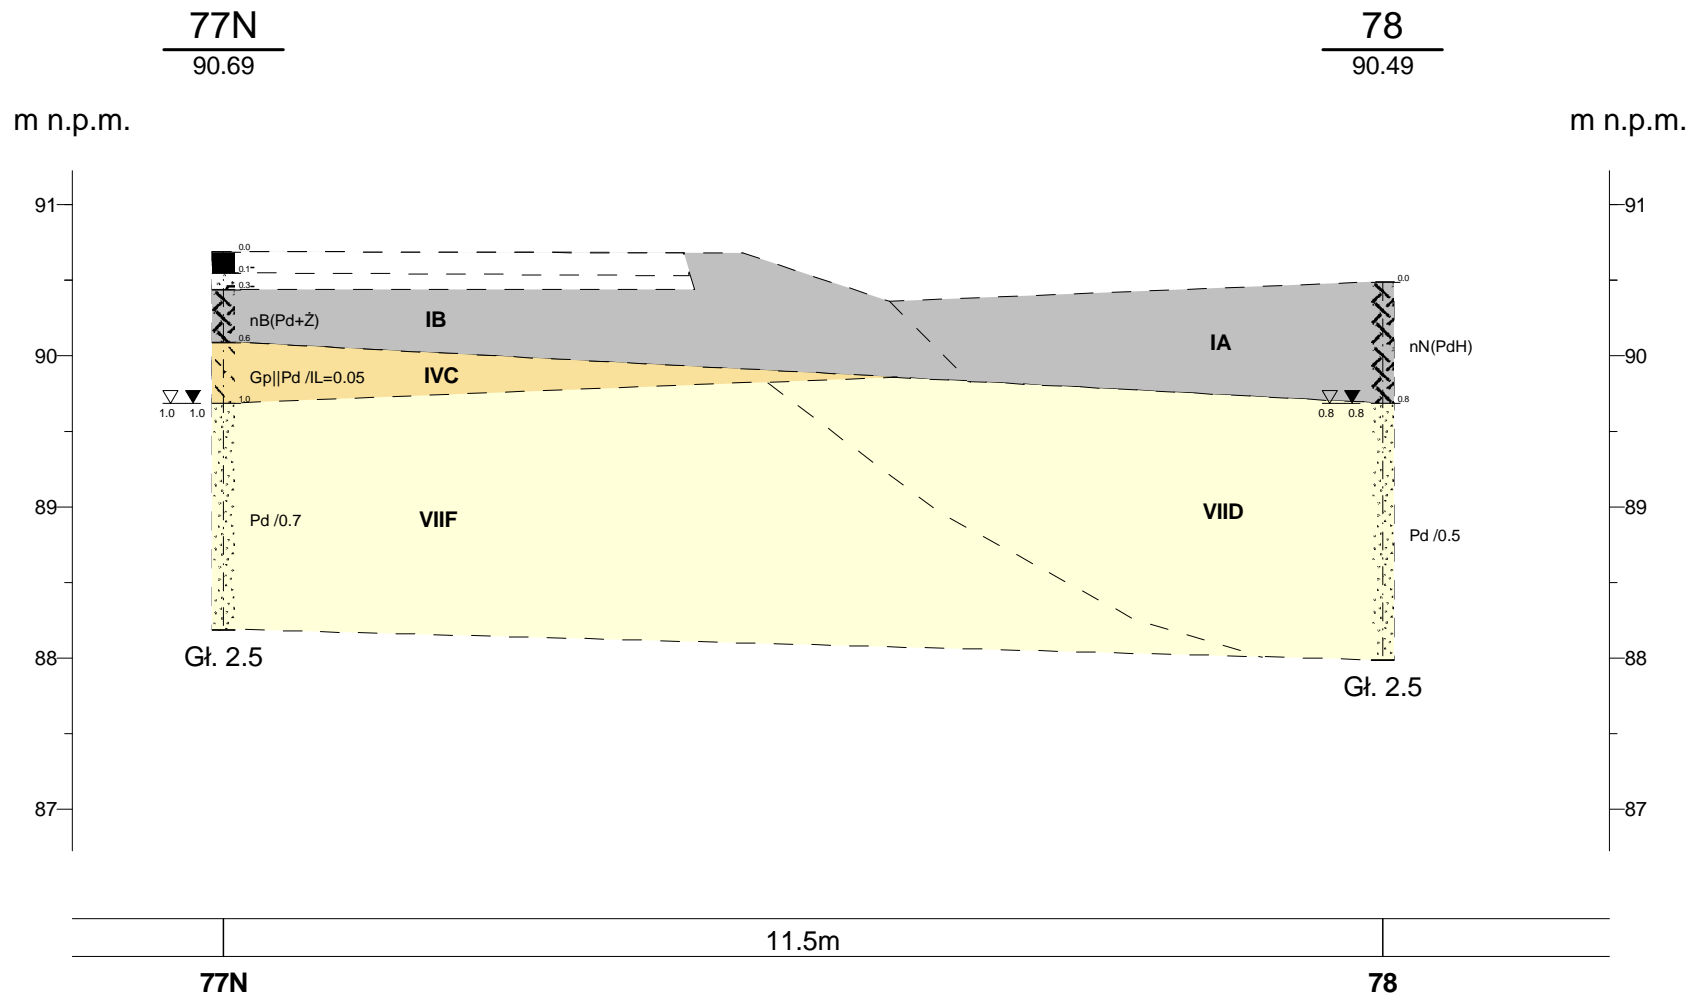 77N
90.69
78
90.49
m n.p.m.
m n.p.m.
91
91
0.0
0.1
0.3
0.0
nB(Pd+Ż)
IB
IA
nN(PdH)
0.6
90
90
Gp||Pd /IL=0.05
IVC
1.0
0.8
1.0 1.0
0.8 0.8
89
89
Pd /0.7
VIIF
VIID
Pd /0.5
88
88
Gł. 2.5
Gł. 2.5
87
87
11.5m
77N
78